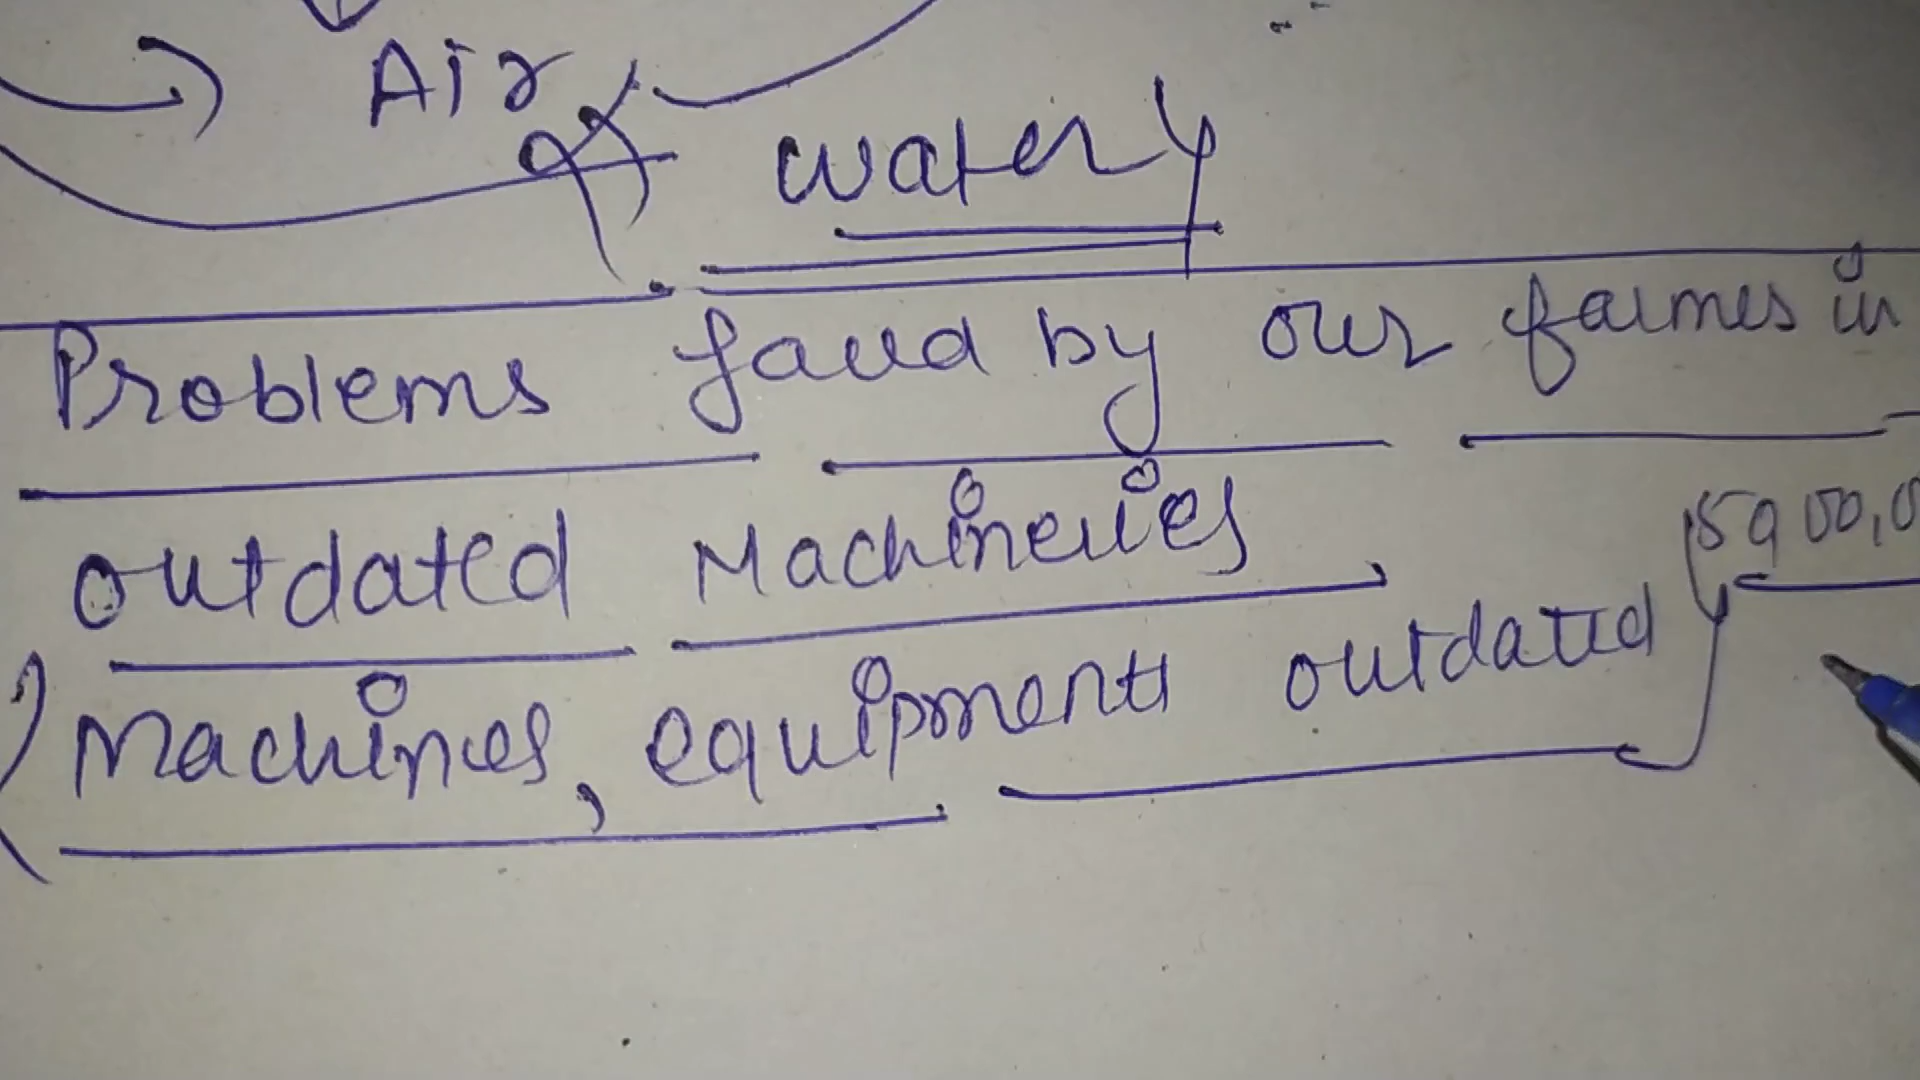 Air
water
Problems faced by our farmes in
outdated Machineries
Machines, equipments outdated